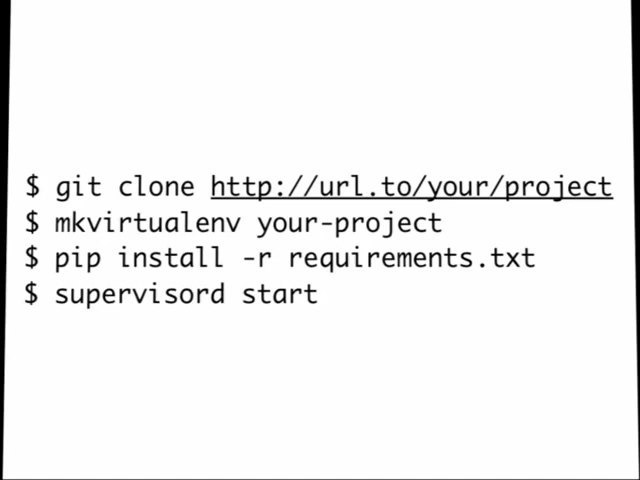 $ git clone http://url.to/your/project
$ mkvirtualenv your-project
$ pip install -r requirements.txt
$ supervisord start